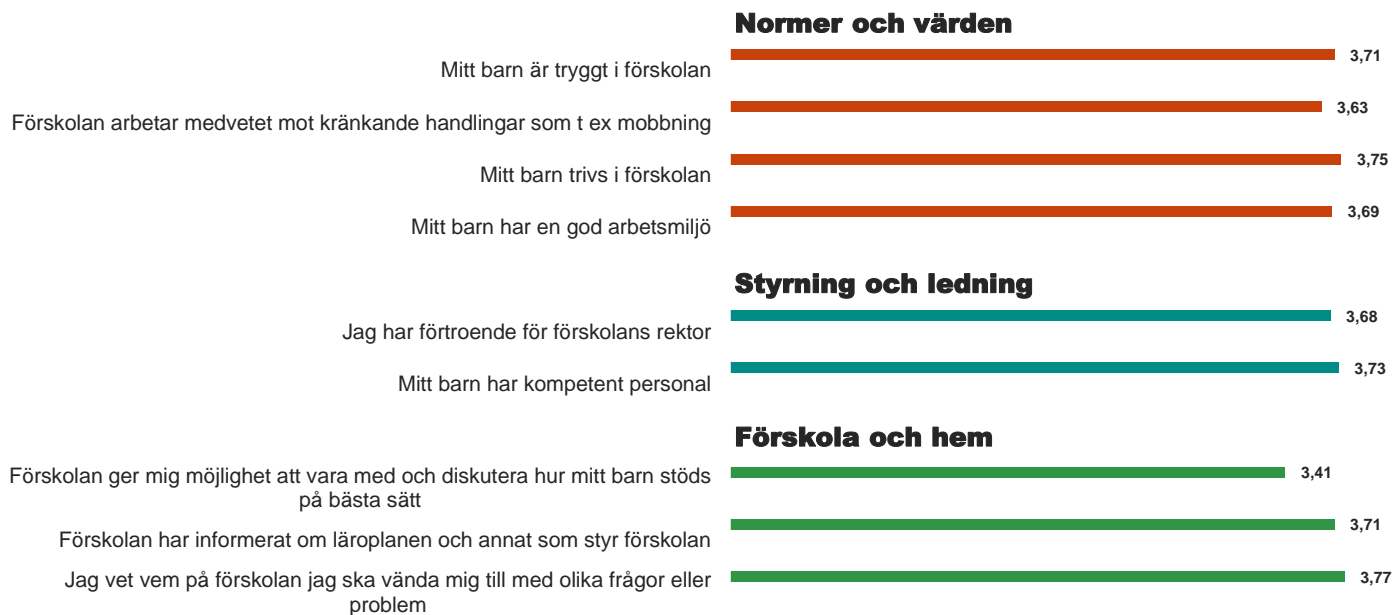 Normer och värden
Mitt barn är tryggt i förskolan
3,71
Förskolan arbetar medvetet mot kränkande handlingar som t ex mobbning
3,63
Mitt barn trivs i förskolan
3,75
Mitt barn har en god arbetsmiljö
3,69
Styrning och ledning
Jag har förtroende för förskolans rektor
3,68
Mitt barn har kompetent personal
3,73
Förskola och hem
Förskolan ger mig möjlighet att vara med och diskutera hur mitt barn stöds
på bästa sätt
3,41
Förskolan har informerat om läroplanen och annat som styr förskolan
3,71
Jag vet vem på förskolan jag ska vända mig till med olika frågor eller
problem
3,77